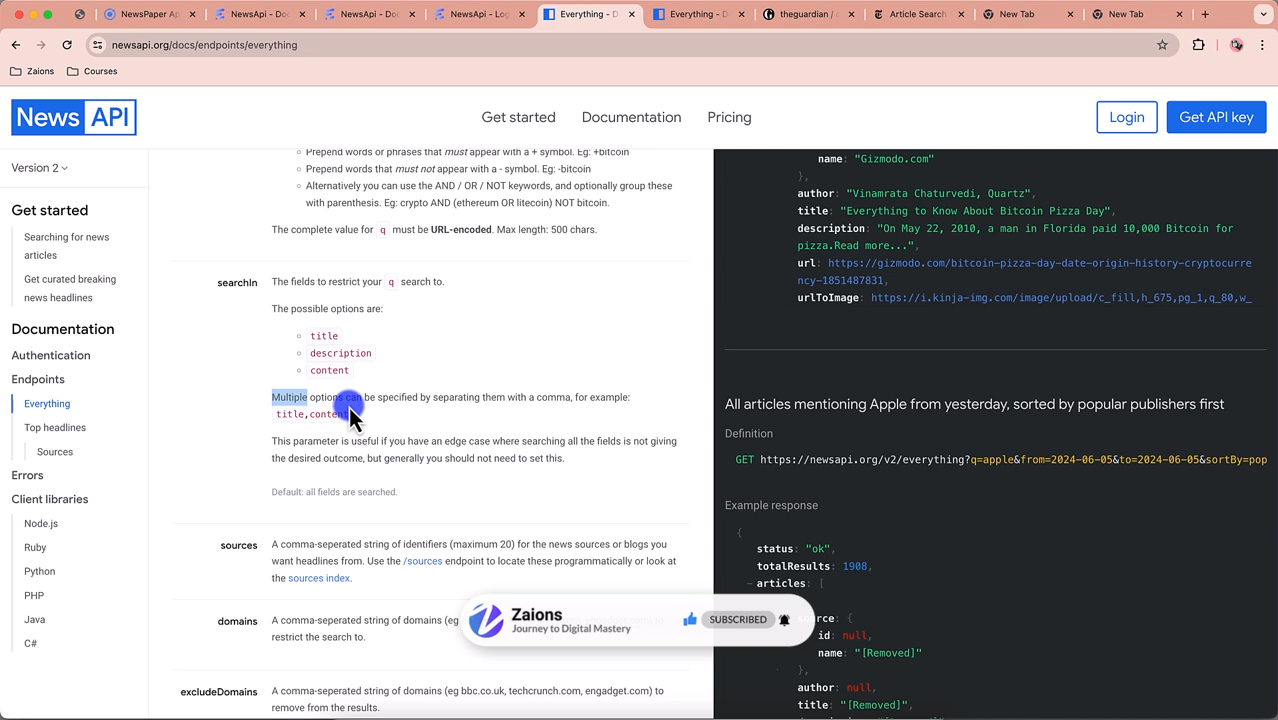 NewsPaper Ap
NewsApi - Do
NewsApi - Do
NewsApi - Lo
Everything - D
Everything - D
theguardian /
Article Search
New Tab
New Tab
newsapi.org/docs/endpoints/everything
Zaions
Courses
News API
Get started
Documentation
Pricing
Login
Get API key
Version 2
Get started
Searching for news
articles
Get curated breaking
news headlines
Documentation
Authentication
Endpoints
Everything
Top headlines
Sources
Errors
Client libraries
Node.js
Ruby
Python
PHP
Java
C#
Prepend words or phrases that must appear with a + symbol. Eg: +bitcoin
Prepend words that must not appear with a - symbol. Eg: -bitcoin
Alternatively you can use the AND / OR / NOT keywords, and optionally group these
with parenthesis. Eg: crypto AND (ethereum OR litecoin) NOT bitcoin.
The complete value for q must be URL-encoded. Max length: 500 chars.
searchIn
The fields to restrict your q search to.
The possible options are:
title
description
content
Multiple options can be specified by separating them with a comma, for example:
title,content
This parameter is useful if you have an edge case where searching all the fields is not giving
the desired outcome, but generally you should not need to set this.
Default: all fields are searched.
sources
A comma-seperated string of identifiers (maximum 20) for the news sources or blogs you
want headlines from. Use the /sources endpoint to locate these programmatically or look at
the sources index.
domains
A comma-seperated string of domains (eg
restrict the search to.
excludeDomains
A comma-seperated string of domains (eg bbc.co.uk, techcrunch.com, engadget.com) to
remove from the results.
name: "Gizmodo.com"
},
author: "Vinamrata Chaturvedi, Quartz",
title: "Everything to Know About Bitcoin Pizza Day",
description: "On May 22, 2010, a man in Florida paid 10,000 Bitcoin for
pizza.Read more...",
url: https://gizmodo.com/bitcoin-pizza-day-date-origin-history-cryptocurre
ncy-1851487831,
urlToImage: https://i.kinja-img.com/image/upload/c_fill,h_675,pg_1,q_80,w_
All articles mentioning Apple from yesterday, sorted by popular publishers first
Definition
GET https://newsapi.org/v2/everything?q=apple&from=2024-06-05&to=2024-06-05&sortBy=pop
Example response
{
status: "ok",
totalResults: 1908,
– articles: [
source: {
id: null,
name: "[Removed]"
},
author: null,
title: "[Removed]",
Zaions
Journey to Digital Mastery
SUBSCRIBED